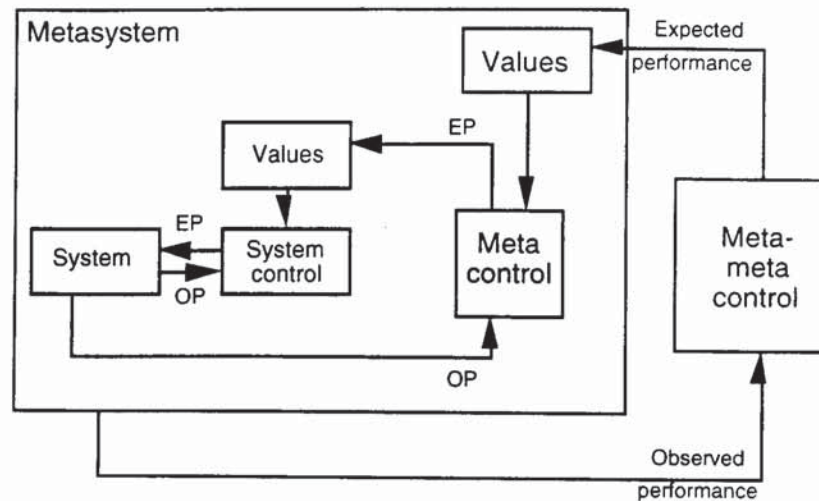 Metasystem
Values
Expected
performance
EP
Values
EP
System
System
control
OP
Meta
control
Meta-
meta
control
OP
Observed
performance